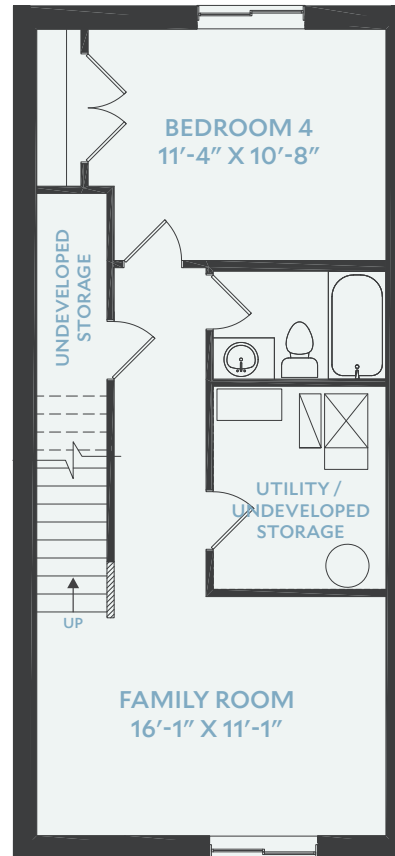 BEDROOM 4
11′-4″ X 10′-8″
UNDEVELOPED
STORAGE
UTILITY /
UNDEVELOPED
STORAGE
UP
FAMILY ROOM
16′-1″ X 11′-1″